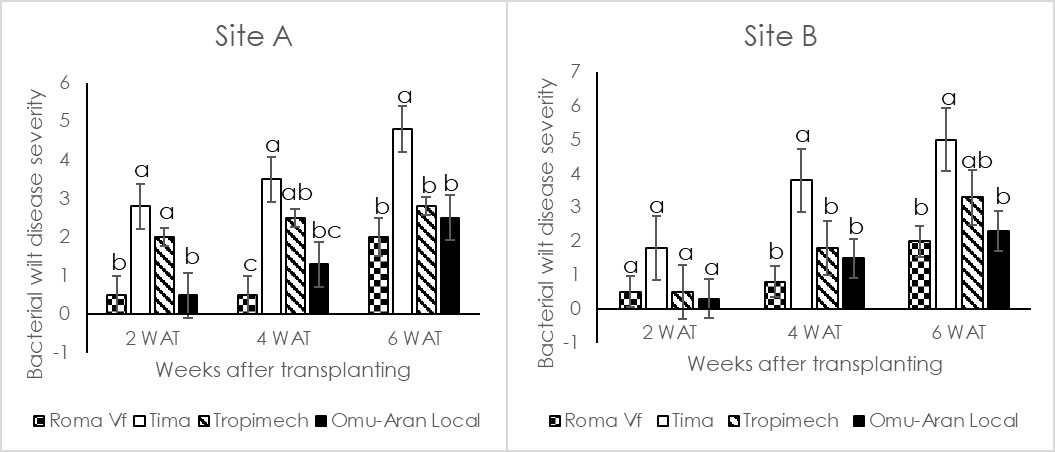 Site A
Bacterial wilt disease severity
6
5
4
3
2
1
0
-1
b a a b
c a ab bc
b a b b
2 WAT 4 WAT 6 WAT
Weeks after transplanting
Roma Vf Tima Tropimech Omu-Aran Local
Site B
Bacterial wilt disease severity
7
6
5
4
3
2
1
0
-1
a a a a
b a b b
b a ab b
2 WAT 4 WAT 6 WAT
Weeks after transplanting
Roma Vf Tima Tropimech Omu-Aran Local